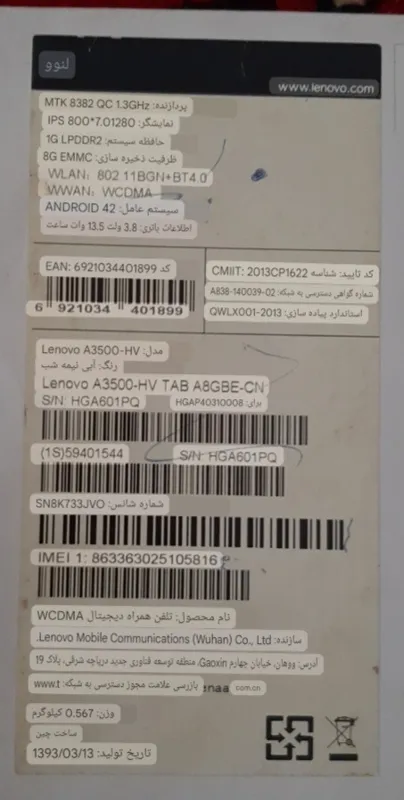 لنوو
www.lenovo.com
پردازنده: MTK 8382 QC 1.3GHz
نمایشگر: IPS 800*7.01280
حافظه سیستم: 1G LPDDR2
ظرفیت ذخیره سازی: 8G EMMC
WLAN: 802.11BGN+BT4.0
WWAN: WCDMA
سیستم عامل: ANDROID 42
اطلاعات باتری: 3.8 ولت 13.5 وات ساعت
کد EAN: 6921034401899
6 921034 401899
کد تایید: شناسه CMIIT: 2013CP1622
شماره گواهی دسترسی به شبکه: 02-140039-A838
استاندارد پیاده سازی: QWLX001-2013
مدل: Lenovo A3500-HV
رنگ: آبی نیمه شب
Lenovo A3500-HV TAB A8GBE-CN
S/N: HGA601PQ
برای: HGAP40310008
(1S)59401544
S/N: HGA601PQ
شماره شانس: SN8K733JVO
IMEI 1: 863363025105816
نام محصول: تلفن همراه دیجیتال WCDMA
سازنده: Lenovo Mobile Communications (Wuhan) Co., Ltd.
آدرس: ووهان، خیابان چهارم Gaoxin، منطقه توسعه فناوری جدید دریاچه شرقی، پلاک 19
بازرسی علامت مجوز دسترسی به شبکه: www.t enaa com.cn
وزن: 0.567 کیلوگرم
ساخت چین
تاریخ تولید: 1393/03/13